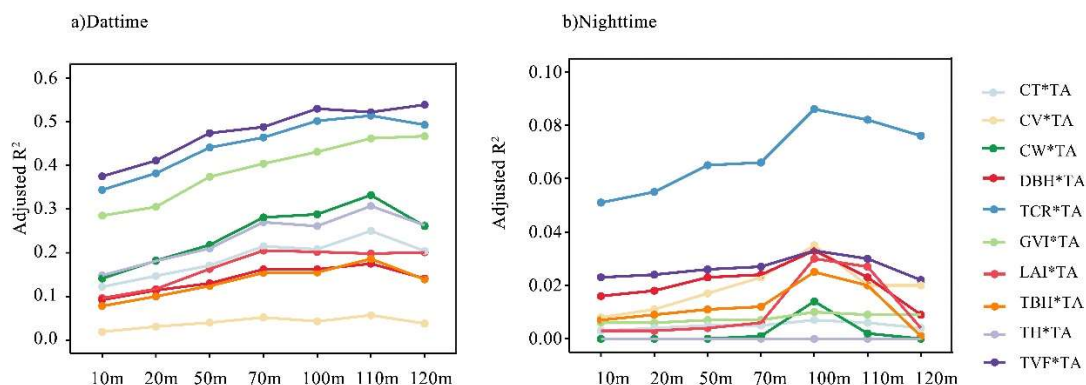 a)Dattime
b)Nighttime
Adjusted R²
0.6
0.5
0.4
0.3
0.2
0.1
0.0
10m 20m 50m 70m 100m 110m 120m
Adjusted R²
0.10
0.08
0.06
0.04
0.02
0.00
10m 20m 50m 70m 100m 110m 120m
CT*TA
CV*TA
CW*TA
DBH*TA
TCR*TA
GVI*TA
LAI*TA
TBH*TA
TH*TA
TVF*TA